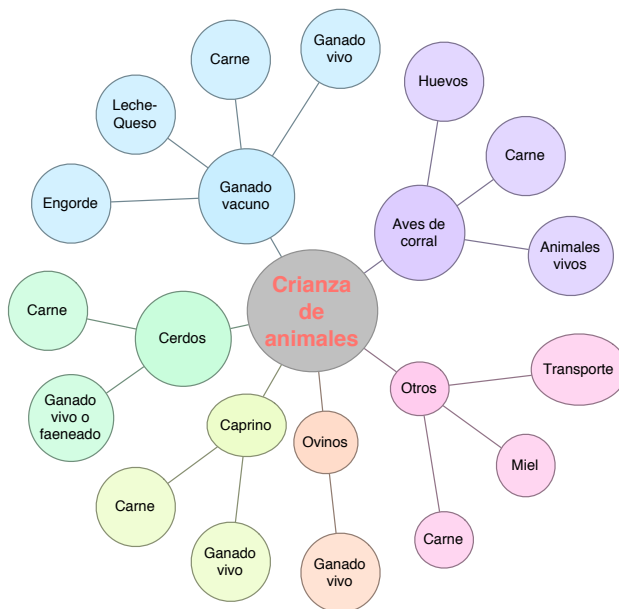 Crianza
de
animales
Ganado
vacuno
Engorde
Leche-
Queso
Carne
Ganado
vivo
Aves de
corral
Huevos
Carne
Animales
vivos
Otros
Transporte
Miel
Carne
Ovinos
Ganado
vivo
Caprino
Ganado
vivo
Carne
Cerdos
Ganado
vivo o
faeneado
Carne